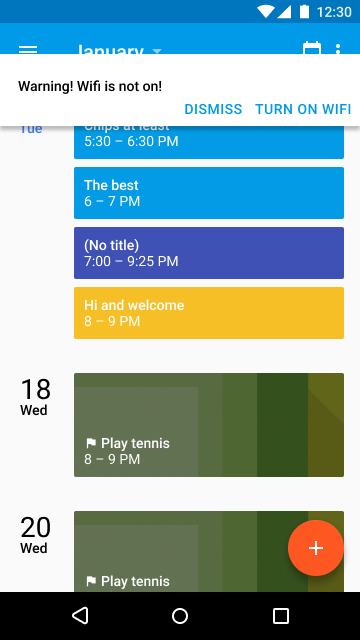 12:30
January
Warning! Wifi is not on!
DISMISS TURN ON WIFI
Tue
Chips at least
5:30 – 6:30 PM
The best
6 – 7 PM
(No title)
7:00 – 9:25 PM
Hi and welcome
8 – 9 PM
18
Wed
Play tennis
8 – 9 PM
20
Wed
Play tennis